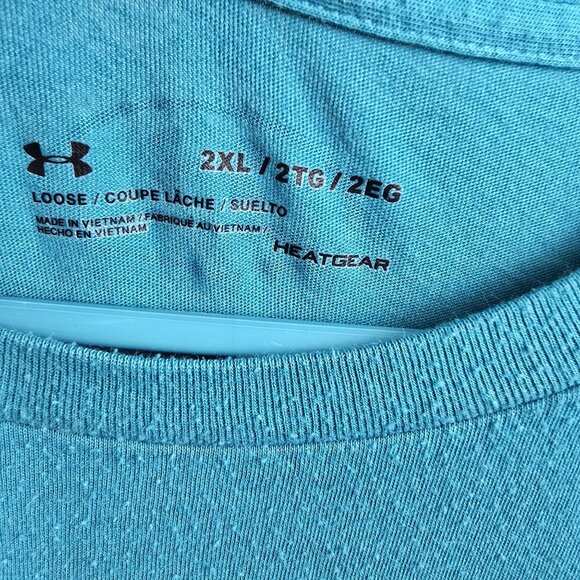 2XL / 2TG / 2EG
LOOSE / COUPE LÂCHE / SUELTO
MADE IN VIETNAM / FABRIQUÉ AU VIETNAM /
HECHO EN VIETNAM
HEATGEAR